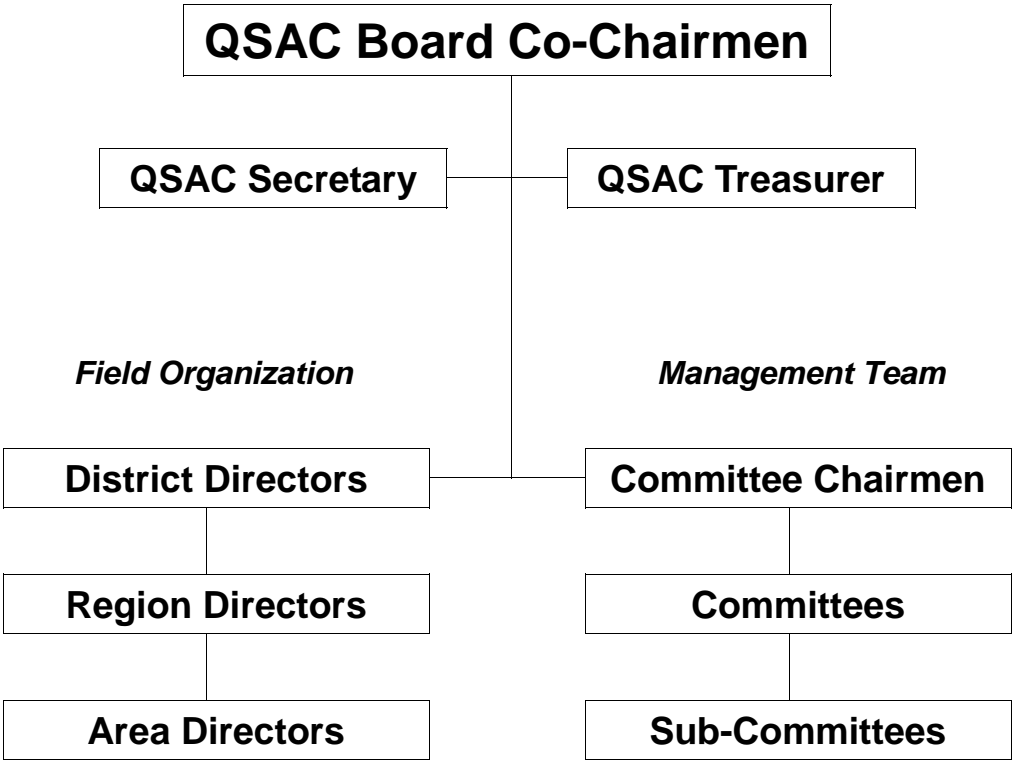 QSAC Board Co-Chairmen
QSAC Secretary
QSAC Treasurer
Field Organization
Management Team
District Directors
Committee Chairmen
Region Directors
Committees
Area Directors
Sub-Committees